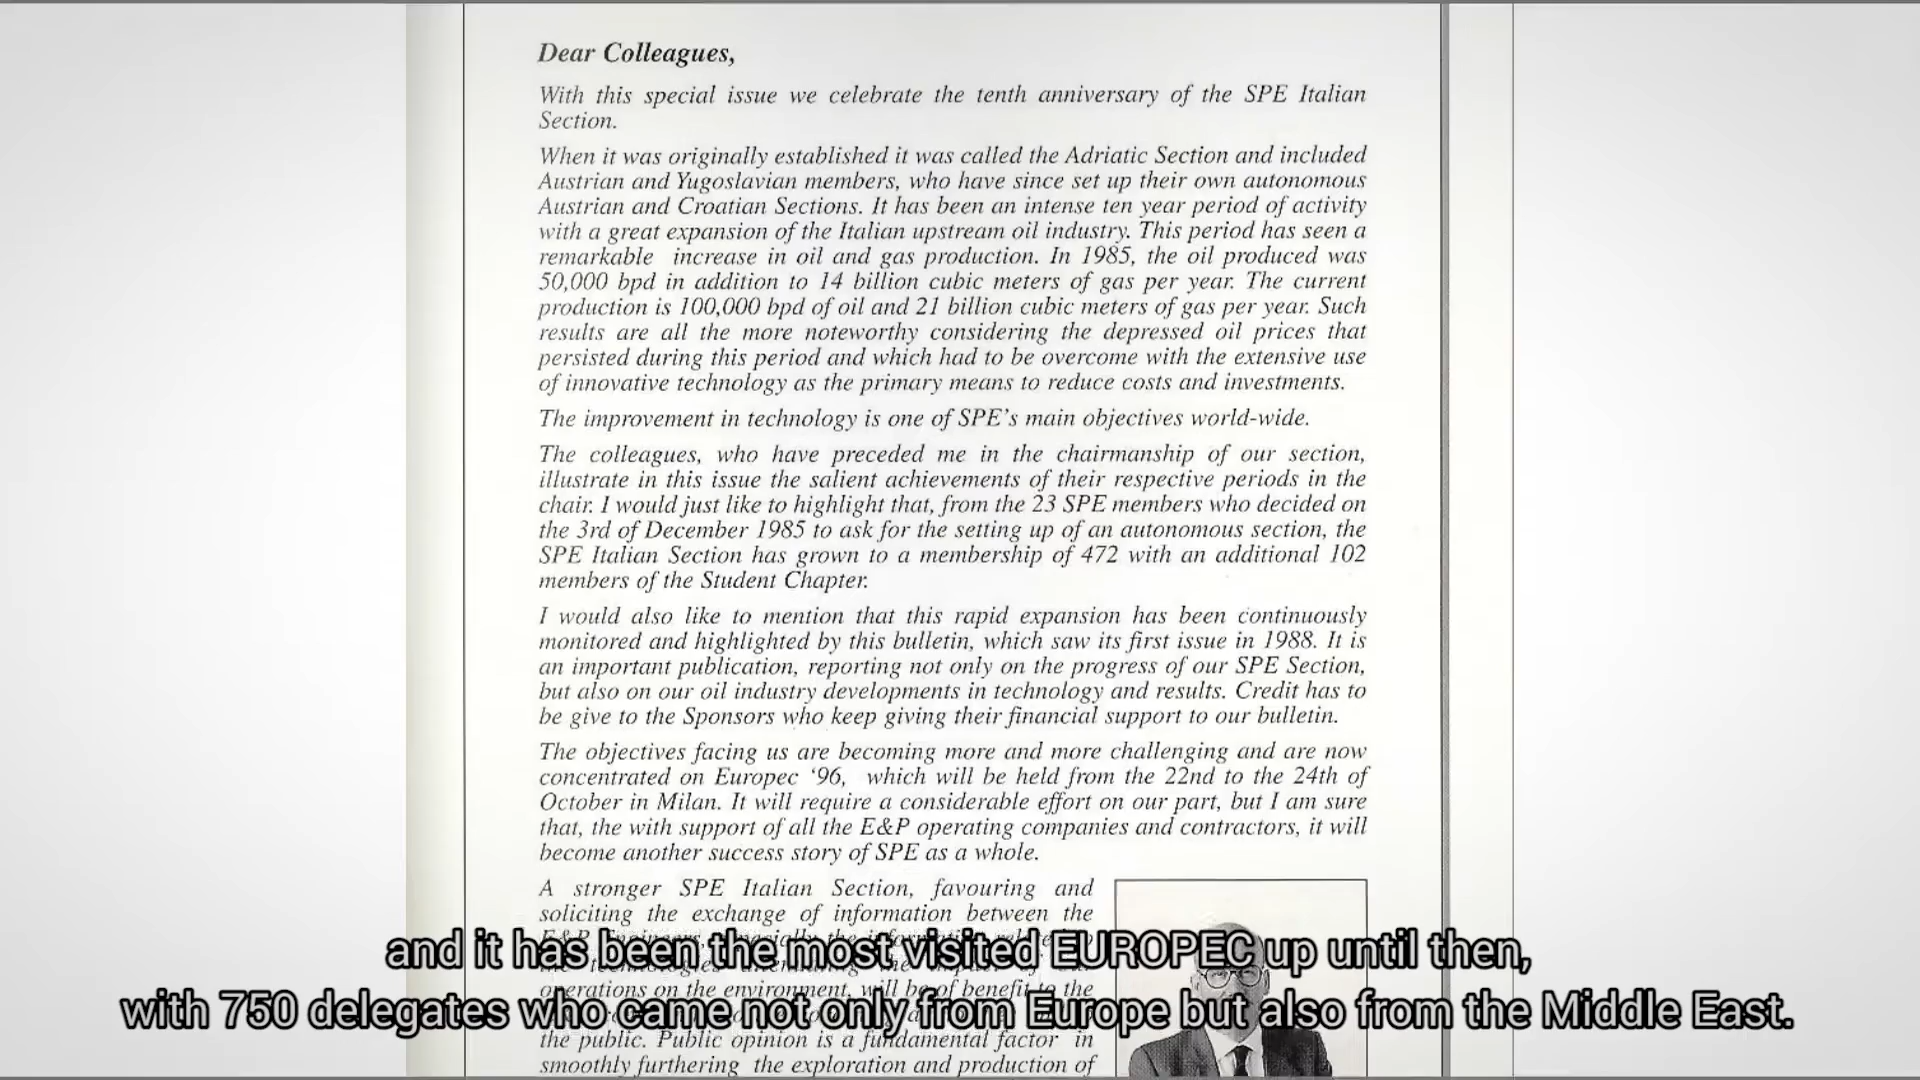 Dear Colleagues,
With this special issue we celebrate the tenth anniversary of the SPE Italian
Section.
When it was originally established it was called the Adriatic Section and included
Austrian and Yugoslavian members, who have since set up their own autonomous
Austrian and Croatian Sections. It has been an intense ten year period of activity
with a great expansion of the Italian upstream oil industry. This period has seen a
remarkable increase in oil and gas production. In 1985, the oil produced was
50,000 bpd in addition to 14 billion cubic meters of gas per year. The current
production is 100,000 bpd of oil and 21 billion cubic meters of gas per year. Such
results are all the more noteworthy considering the depressed oil prices that
persisted during this period and which had to be overcome with the extensive use
of innovative technology as the primary means to reduce costs and investments.
The improvement in technology is one of SPE's main objectives world-wide.
The colleagues, who have preceded me in the chairmanship of our section,
illustrate in this issue the salient achievements of their respective periods in the
chair. I would just like to highlight that, from the 23 SPE members who decided on
the 3rd of December 1985 to ask for the setting up of an autonomous section, the
SPE Italian Section has grown to a membership of 472 with an additional 102
members of the Student Chapter.
I would also like to mention that this rapid expansion has been continuously
monitored and highlighted by this bulletin, which saw its first issue in 1988. It is
an important publication, reporting not only on the progress of our SPE Section,
but also on our oil industry developments in technology and results. Credit has to
be give to the Sponsors who keep giving their financial support to our bulletin.
The objectives facing us are becoming more and more challenging and are now
concentrated on Europec '96, which will be held from the 22nd to the 24th of
October in Milan. It will require a considerable effort on our part, but I am sure
that, the with support of all the E&P operating companies and contractors, it will
become another success story of SPE as a whole.
A stronger SPE Italian Section, favouring and
soliciting the exchange of information between the
and it has been the most visited EUROPEC up until then,
operations on the environment, will be of benefit to the
with 750 delegates who came not only from Europe but also from the Middle East.
the public. Public opinion is a fundamental factor in
smoothly furthering the exploration and production of